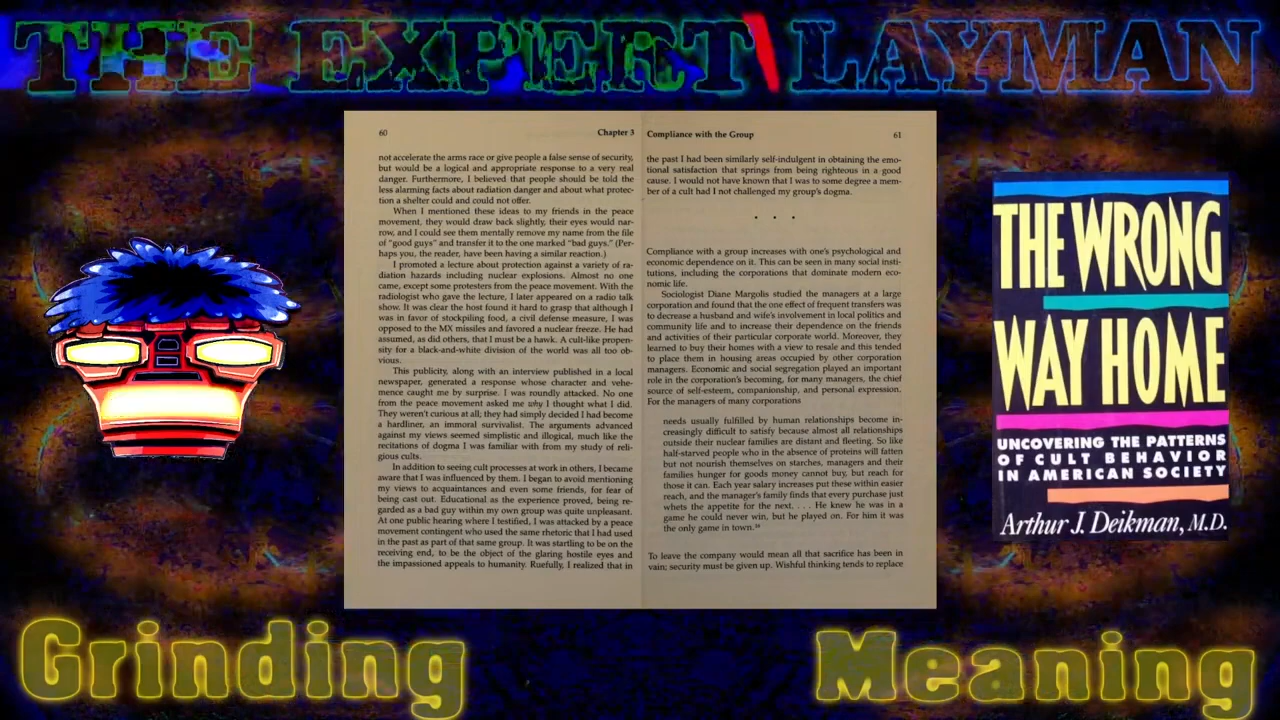 THE EXPERT\LAYMAN
60 Chapter 3
not accelerate the arms race or give people a false sense of security,
but would be a logical and appropriate response to a very real
danger. Furthermore, I believed that people should be told the
less alarming facts about radiation danger and about what protec-
tion a shelter could and could not offer.
When I mentioned these ideas to my friends in the peace
movement, they would draw back slightly, their eyes would nar-
row, and I could see them mentally remove my name from the file
of "good guys" and transfer it to the one marked "bad guys." (Per-
haps you, the reader, have been having a similar reaction.)
I promoted a lecture about protection against a variety of ra-
diation hazards including nuclear explosions. Almost no one
came, except some protesters from the peace movement. With the
radiologist who gave the lecture, I later appeared on a radio talk
show. It was clear the host found it hard to grasp that although I
was in favor of stockpiling food, a civil defense measure, I was
opposed to the MX missiles and favored a nuclear freeze. He had
assumed, as did others, that I must be a hawk. A cult-like propen-
sity for a black-and-white division of the world was all too ob-
vious.
This publicity, along with an interview published in a local
newspaper, generated a response whose character and vehe-
mence caught me by surprise. I was roundly attacked. No one
from the peace movement asked me why I thought what I did.
They weren't curious at all; they had simply decided I had become
a hardliner, an immoral survivalist. The arguments advanced
against my views seemed simplistic and illogical, much like the
recitations of dogma I was familiar with from my study of reli-
gious cults.
In addition to seeing cult processes at work in others, I became
aware that I was influenced by them. I began to avoid mentioning
my views to acquaintances and even some friends, for fear of
being cast out. Educational as the experience proved, being re-
garded as a bad guy within my own group was quite unpleasant.
At one public hearing where I testified, I was attacked by a peace
movement contingent who used the same rhetoric that I had used
in the past as part of that same group. It was startling to be on the
receiving end, to be the object of the glaring hostile eyes and
the impassioned appeals to humanity. Ruefully, I realized that in
Compliance with the Group 61
the past I had been similarly self-indulgent in obtaining the emo-
tional satisfaction that springs from being righteous in a good
cause. I would not have known that I was to some degree a mem-
ber of a cult had I not challenged my group's dogma.
• • •
Compliance with a group increases with one's psychological and
economic dependence on it. This can be seen in many social insti-
tutions, including the corporations that dominate modern eco-
nomic life.
Sociologist Diane Margolis studied the managers at a large
corporation and found that the one effect of frequent transfers was
to decrease a husband and wife's involvement in local politics and
community life and to increase their dependence on the friends
and activities of their particular corporate world. Moreover, they
learned to buy their homes with a view to resale and this tended
to place them in housing areas occupied by other corporation
managers. Economic and social segregation played an important
role in the corporation's becoming, for many managers, the chief
source of self-esteem, companionship, and personal expression.
For the managers of many corporations
needs usually fulfilled by human relationships become in-
creasingly difficult to satisfy because almost all relationships
outside their nuclear families are distant and fleeting. So like
half-starved people who in the absence of proteins will fatten
but not nourish themselves on starches, managers and their
families hunger for goods money cannot buy, but reach for
those it can. Each year salary increases put these within easier
reach, and the manager's family finds that every purchase just
whets the appetite for the next. . . . He knew he was in a
game he could never win, but he played on. For him it was
the only game in town.
To leave the company would mean all that sacrifice has been in
vain; security must be given up. Wishful thinking tends to replace
THE WRONG
WAY HOME
UNCOVERING THE PATTERNS
OF CULT BEHAVIOR
IN AMERICAN SOCIETY
Arthur J. Deikman, M.D.
Grinding Meaning